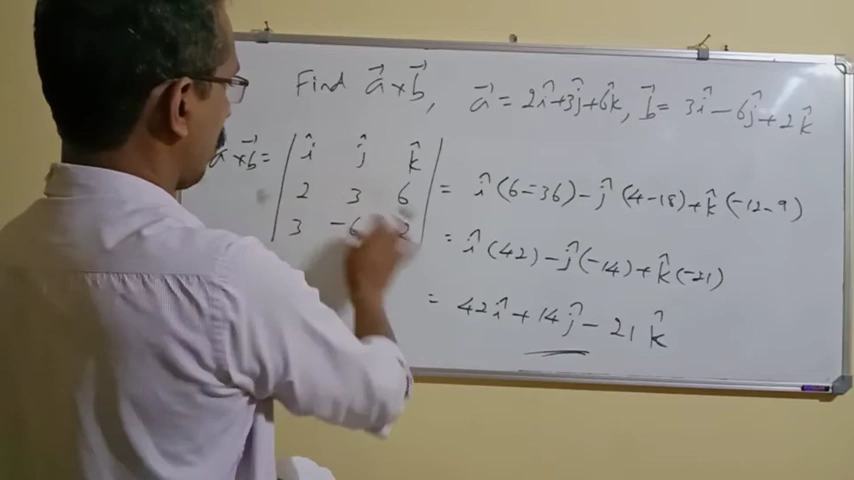 Find a⃗×b⃗, a⃗ = 2î+3ĵ+6k̂, b⃗ = 3î-6ĵ+2k̂
a⃗×b⃗ = | î ĵ k̂ |
| 2 3 6 | = î(6=36)-ĵ(4-18)+k̂(-12-9)
| 3 -6 2 | = î(42)-ĵ(-14)+k̂(-21)
= 42î+14ĵ-21k̂